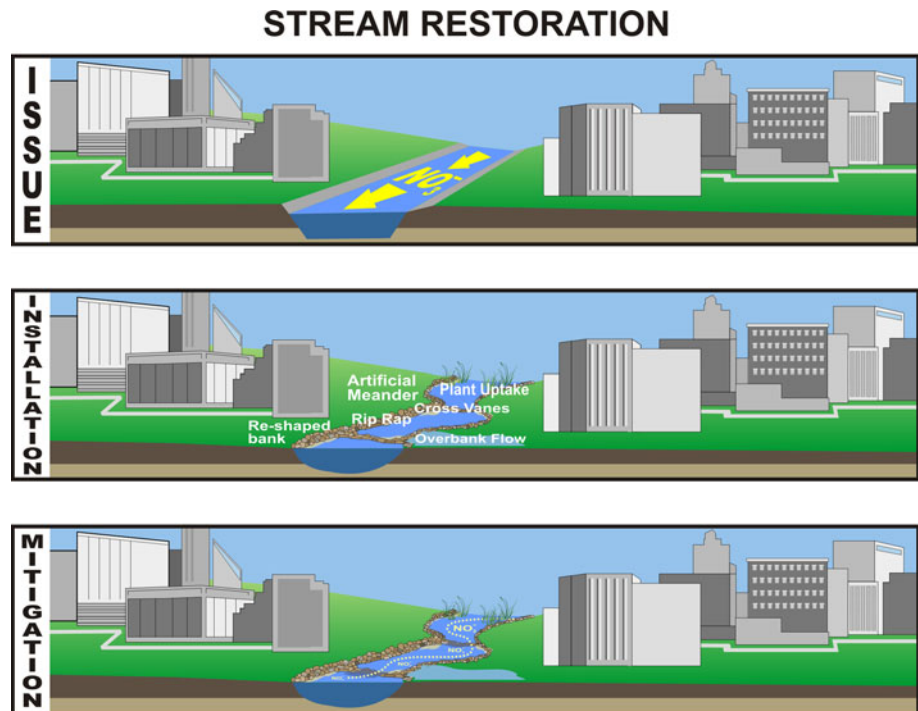 STREAM RESTORATION
ISSUE
NO₃⁻
INSTALLATION
Artificial
Meander
Plant Uptake
Cross Vanes
Rip Rap
Re-shaped
bank
Overbank Flow
MITIGATION
NO₃⁻
NO₃⁻
NO₃⁻